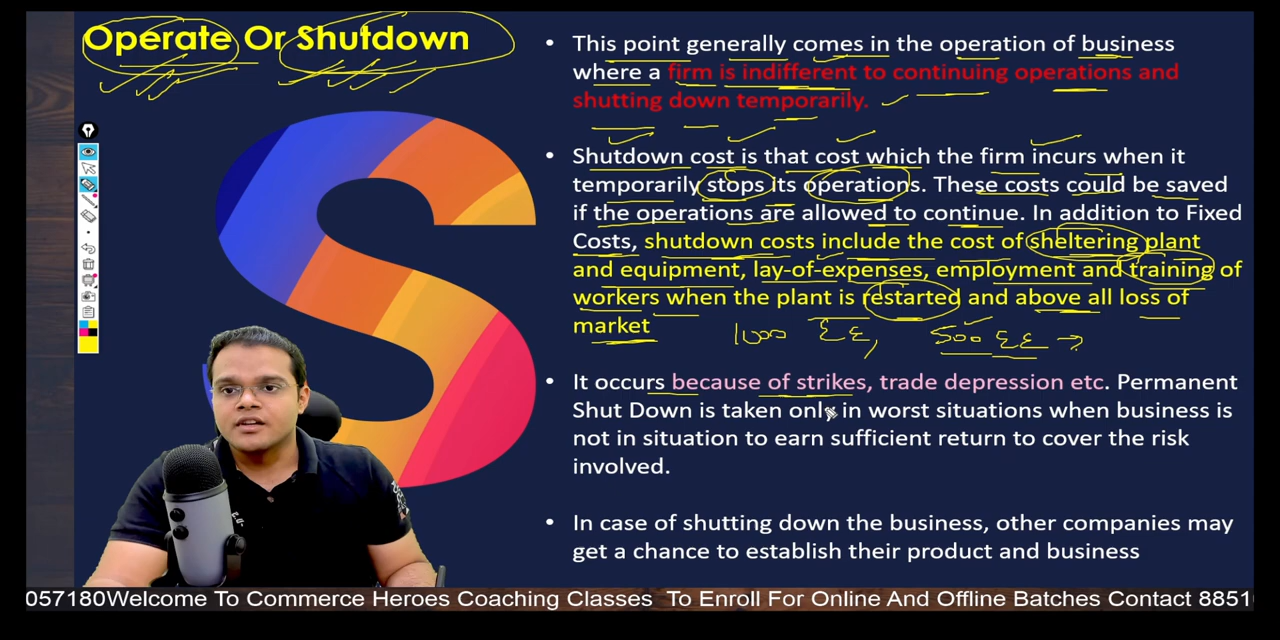 Operate Or Shutdown
• This point generally comes in the operation of business
where a firm is indifferent to continuing operations and
shutting down temporarily.
• Shutdown cost is that cost which the firm incurs when it
temporarily stops its operations. These costs could be saved
if the operations are allowed to continue. In addition to Fixed
Costs, shutdown costs include the cost of sheltering plant
and equipment, lay-of-expenses, employment and training of
workers when the plant is restarted and above all loss of
market
1000 500
• It occurs because of strikes, trade depression etc. Permanent
Shut Down is taken only in worst situations when business is
not in situation to earn sufficient return to cover the risk
involved.
• In case of shutting down the business, other companies may
get a chance to establish their product and business
057180Welcome To Commerce Heroes Coaching Classes To Enroll For Online And Offline Batches Contact 8851